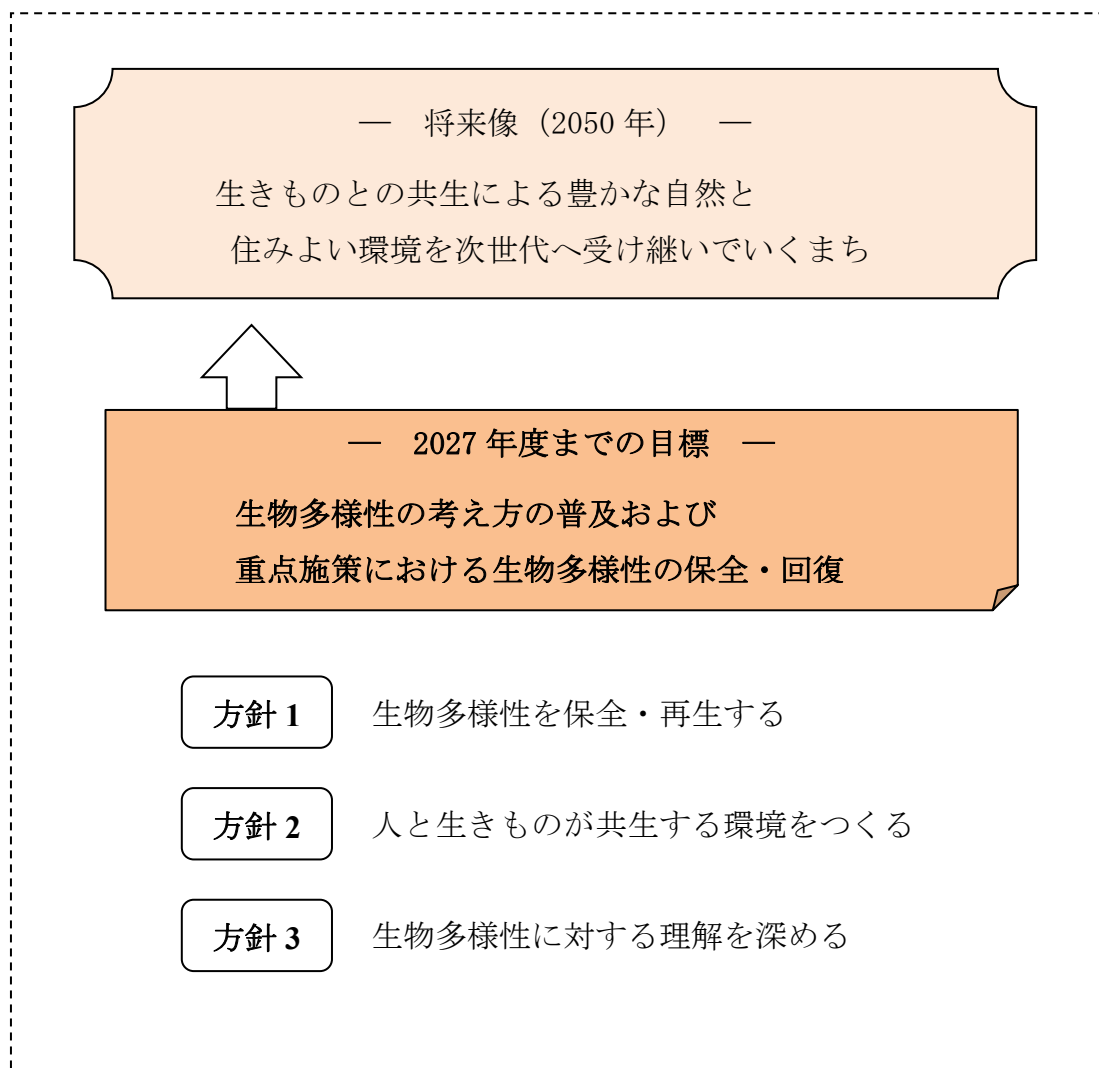 ― 将来像（2050 年） ―
生きものとの共生による豊かな自然と
住みよい環境を次世代へ受け継いでいくまち
― 2027 年度までの目標 ―
生物多様性の考え方の普及および
重点施策における生物多様性の保全・回復
方針 1 生物多様性を保全・再生する
方針 2 人と生きものが共生する環境をつくる
方針 3 生物多様性に対する理解を深める